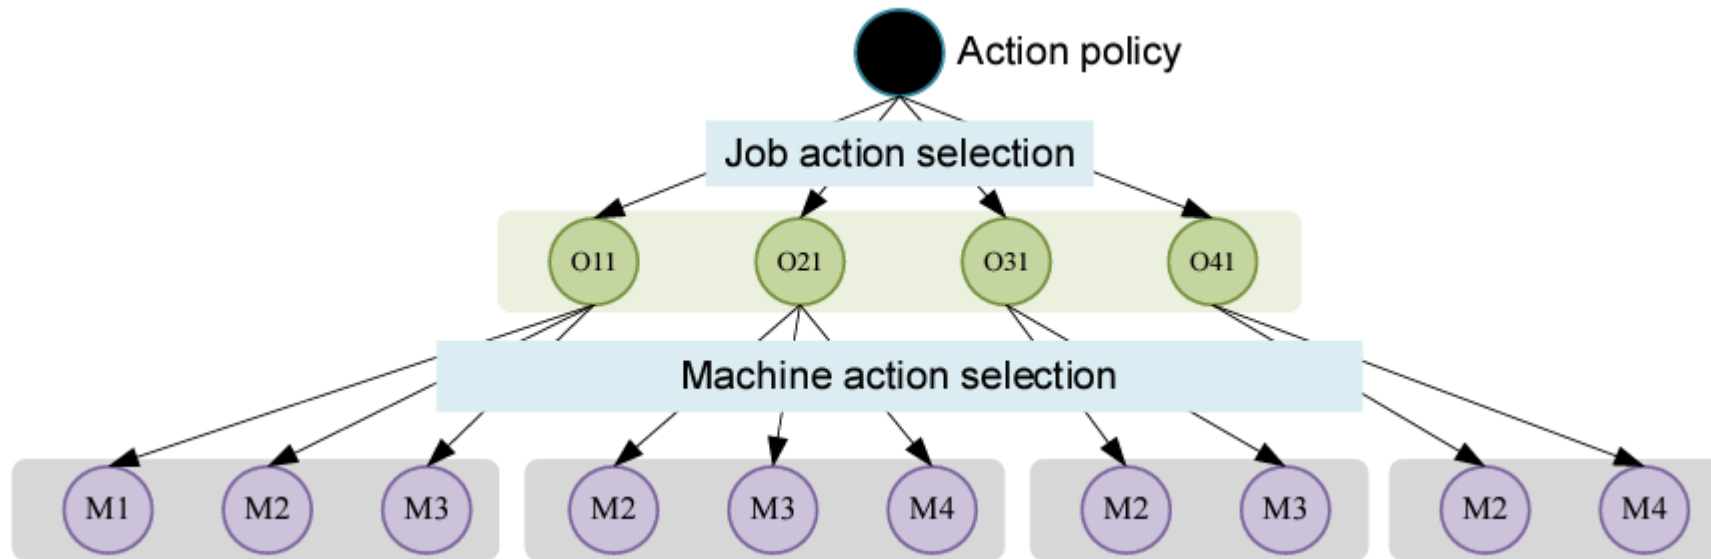 Action policy
Job action selection
O11 O21 O31 O41
Machine action selection
M1 M2 M3 M2 M3 M4 M2 M3 M2 M4